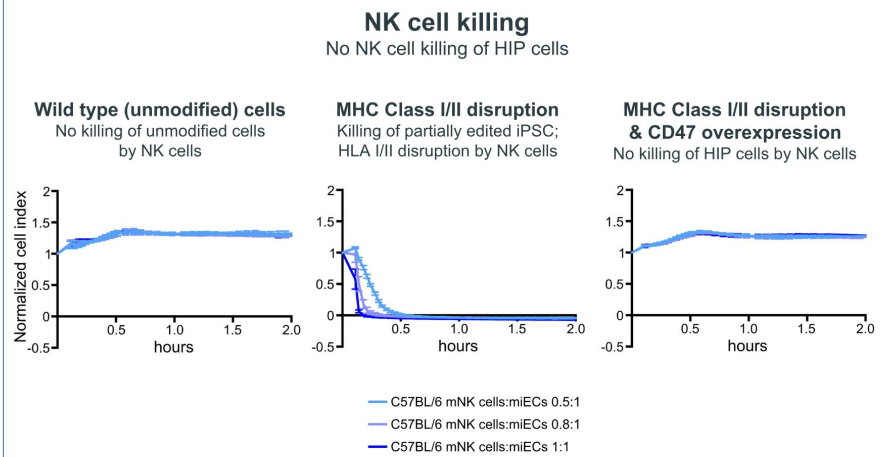 NK cell killing
No NK cell killing of HIP cells
Wild type (unmodified) cells
No killing of unmodified cells
by NK cells
Normalized cell index
2
1.5
1
0.5
0
-0.5
0.5
1.0
1.5
2.0
hours
MHC Class I/II disruption
Killing of partially edited iPSC;
HLA I/II disruption by NK cells
2
1.5
1
0.5
0
-0.5
0.5
1.0
1.5
2.0
hours
MHC Class I/II disruption
& CD47 overexpression
No killing of HIP cells by NK cells
2
1.5
1
0.5
0
-0.5
0.5
1.0
1.5
2.0
hours
C57BL/6 mNK cells:miECs 0.5:1
C57BL/6 mNK cells:miECs 0.8:1
C57BL/6 mNK cells:miECs 1:1